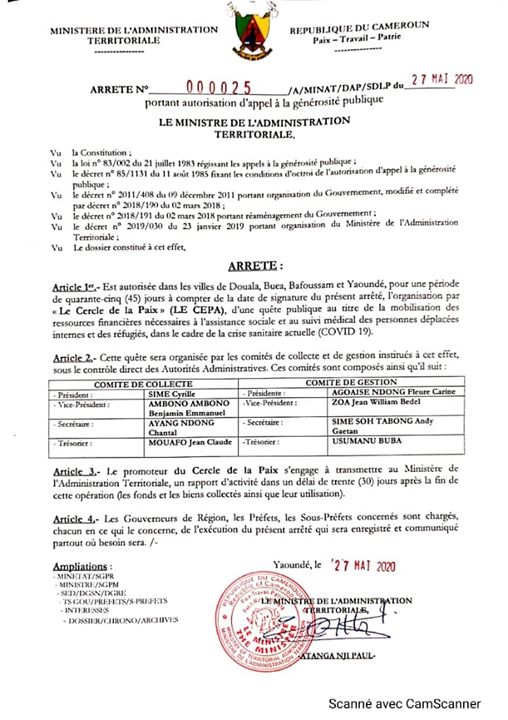 MINISTERE DE L'ADMINISTRATION
TERRITORIALE
REPUBLIQUE DU CAMEROUN
Paix – Travail - Patrie
ARRETE N° 000025 /A/MINAT/DAP/SDLP du 27 MAI 2020
portant autorisation d'appel à la générosité publique
LE MINISTRE DE L'ADMINISTRATION
TERRITORIALE,
Vu la Constitution ;
Vu la loi n° 83/002 du 21 juillet 1983 régissant les appels à la générosité publique ;
Vu le décret n° 85/1131 du 11 août 1985 fixant les conditions d'octroi de l'autorisation d'appel à la générosité
publique ;
Vu le décret n° 2011/408 du 09 décembre 2011 portant organisation du Gouvernement, modifié et complété
par décret n° 2018/190 du 02 mars 2018 ;
Vu le décret n° 2018/191 du 02 mars 2018 portant réaménagement du Gouvernement ;
Vu le décret n° 2019/030 du 23 janvier 2019 portant organisation du Ministère de l'Administration
Territoriale ;
Vu Le dossier constitué à cet effet,
ARRETE :
Article 1er.- Est autorisée dans les villes de Douala, Buea, Bafoussam et Yaoundé, pour une période
de quarante-cinq (45) jours à compter de la date de signature du présent arrêté, l'organisation par
« Le Cercle de la Paix » (LE CEPA), d'une quête publique au titre de la mobilisation des
ressources financières nécessaires à l'assistance sociale et au suivi médical des personnes déplacées
internes et des réfugiés, dans le cadre de la crise sanitaire actuelle (COVID 19).
Article 2.- Cette quête sera organisée par les comités de collecte et de gestion institués à cet effet,
sous le contrôle direct des Autorités Administratives. Ces comités sont composés ainsi qu'il suit :
COMITE DE COLLECTE COMITE DE GESTION
- Président : SIME Cyrille - Présidente : AGOAISE NDONG Fleure Carine
- Vice-Président : AMBONO AMBONO -Vice-Président : ZOA Jean William Bedel
Benjamin Emmanuel
- Secrétaire : AYANG NDONG - Secrétaire : SIME SOH TABONG Andy
Chantal Gaetan
- Trésorier : MOUAFO Jean Claude -Trésorier : USUMANU BUBA
Article 3.- Le promoteur du Cercle de la Paix s'engage à transmettre au Ministère de
l'Administration Territoriale, un rapport d'activité dans un délai de trente (30) jours après la fin de
cette opération (les fonds et les biens collectés ainsi que leur utilisation).
Article 4.- Les Gouverneurs de Région, les Préfets, les Sous-Préfets concernés sont chargés,
chacun en ce qui le concerne, de l'exécution du présent arrêté qui sera enregistré et communiqué
partout où besoin sera. /-
Ampliations :
- MINETAT/SGPR
- MINISTRE/SGPM
- SED/DGSN/DGRE
- TS GOU/PREFETS/S-PREFETS
- INTERESSES
- DOSSIER/CHRONO/ARCHIVES
Yaoundé, le 27 MAI 2020
LE MINISTRE DE L'ADMINISTRATION
TERRITORIALE,
REPUBLIQUE DU CAMEROUN
LE MINISTRE
THE MINISTER
-ATANGA NJI PAUL-
Scanné avec CamScanner